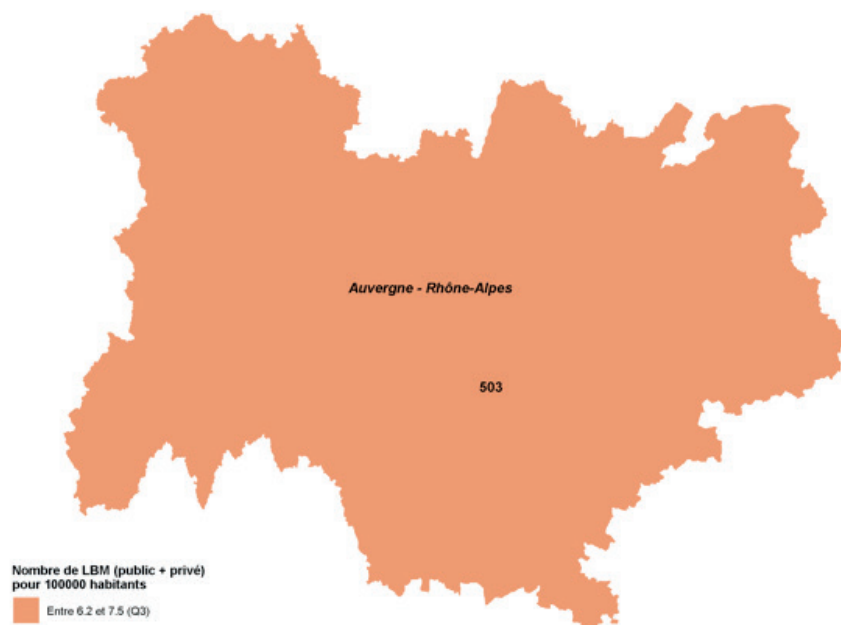 Auvergne - Rhône-Alpes
503
Nombre de LBM (public + privé)
pour 100000 habitants
Entre 6.2 et 7.5 (Q3)